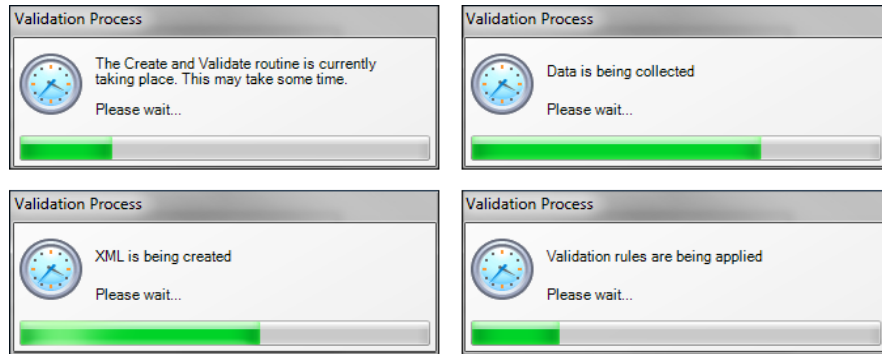 Validation Process
The Create and Validate routine is currently
taking place. This may take some time.
Please wait...
Validation Process
Data is being collected
Please wait...
Validation Process
XML is being created
Please wait...
Validation Process
Validation rules are being applied
Please wait...